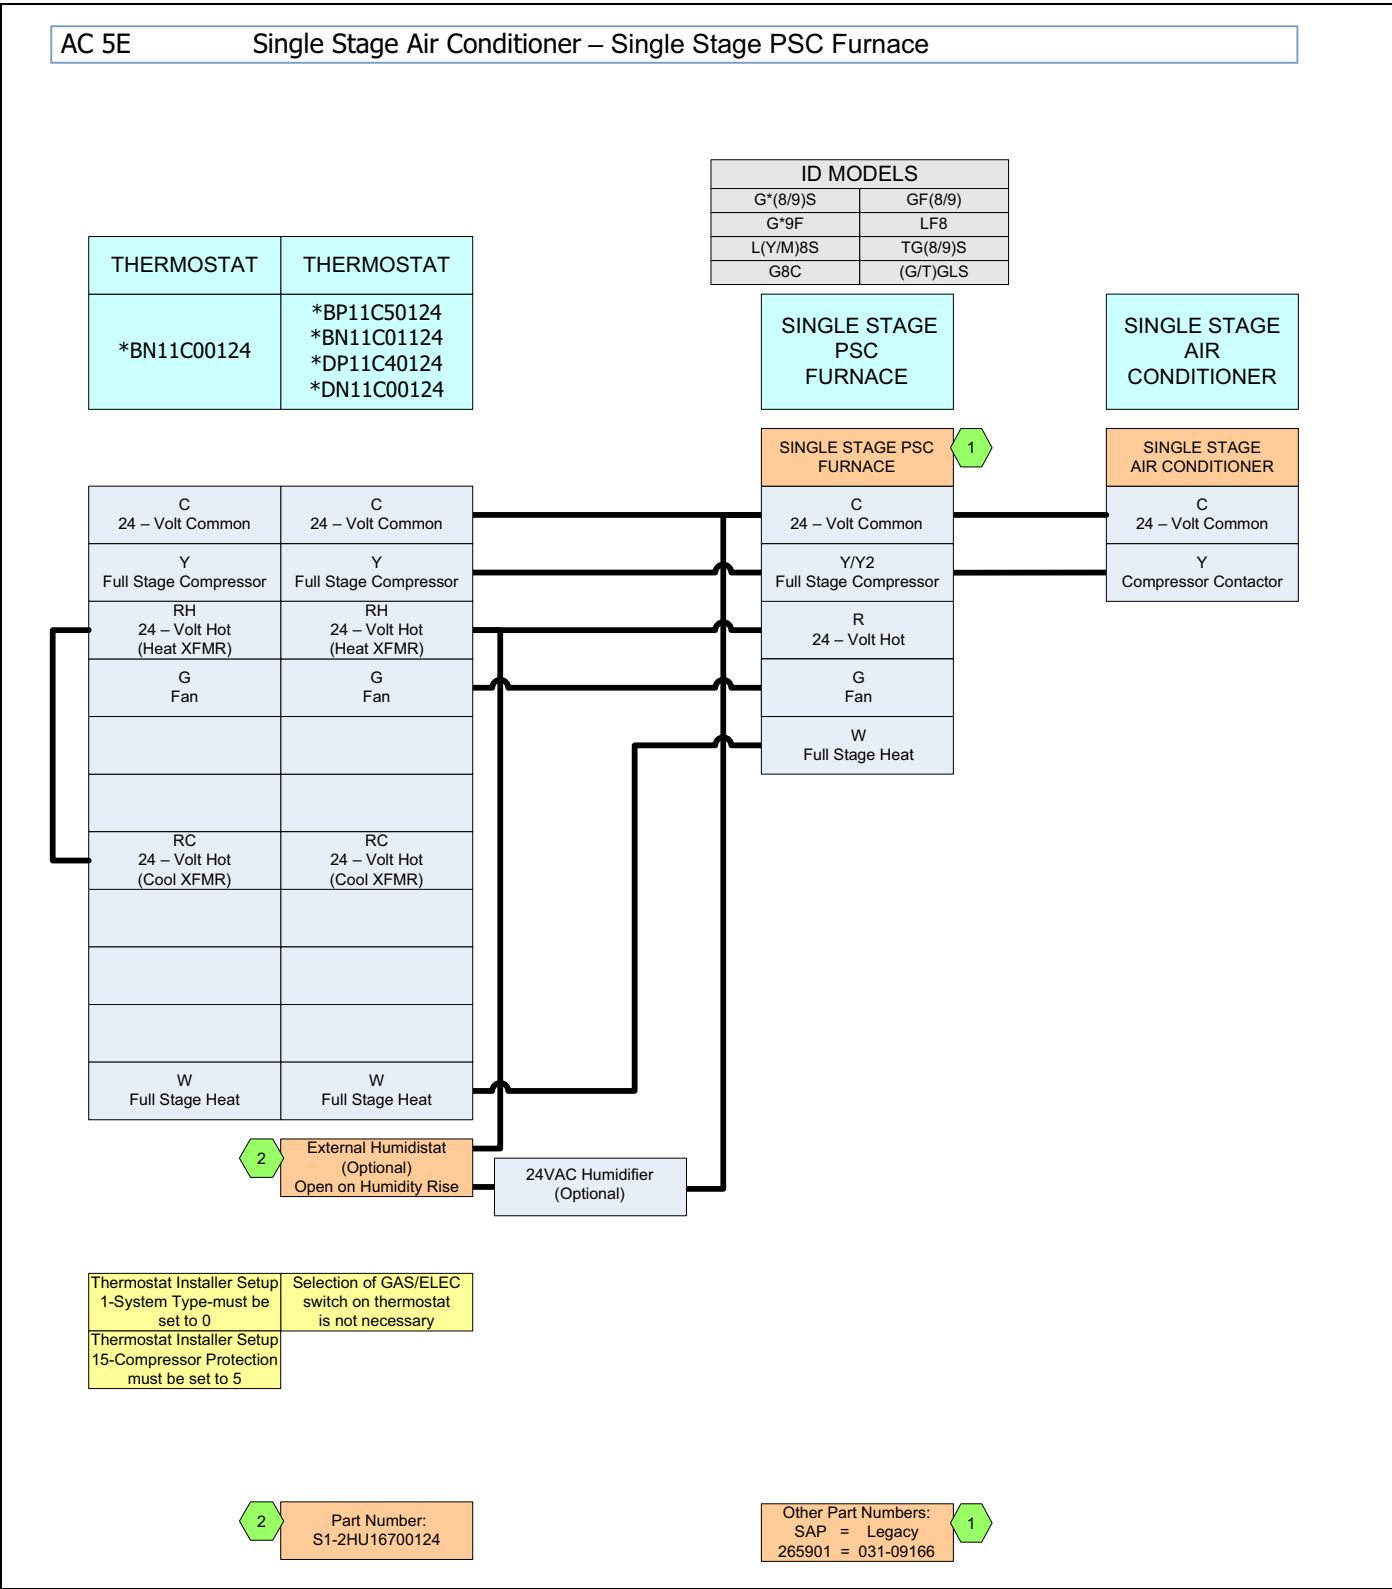 AC 5E Single Stage Air Conditioner – Single Stage PSC Furnace
ID MODELS
G*(8/9)S GF(8/9)
G*9F LF8
L(Y/M)8S TG(8/9)S
G8C (G/T)GLS
THERMOSTAT THERMOSTAT
*BN11C00124
*BP11C50124
*BN11C01124
*DP11C40124
*DN11C00124
SINGLE STAGE
PSC
FURNACE
SINGLE STAGE
AIR
CONDITIONER
SINGLE STAGE PSC
FURNACE
1
SINGLE STAGE
AIR CONDITIONER
C
24 – Volt Common
C
24 – Volt Common
C
24 – Volt Common
C
24 – Volt Common
Y
Full Stage Compressor
Y
Full Stage Compressor
Y/Y2
Full Stage Compressor
Y
Compressor Contactor
RH
24 – Volt Hot
(Heat XFMR)
RH
24 – Volt Hot
(Heat XFMR)
R
24 – Volt Hot
G
Fan
G
Fan
G
Fan
W
Full Stage Heat
RC
24 – Volt Hot
(Cool XFMR)
RC
24 – Volt Hot
(Cool XFMR)
W
Full Stage Heat
W
Full Stage Heat
2
External Humidistat
(Optional)
Open on Humidity Rise
24VAC Humidifier
(Optional)
Thermostat Installer Setup
1-System Type-must be
set to 0
Selection of GAS/ELEC
switch on thermostat
is not necessary
Thermostat Installer Setup
15-Compressor Protection
must be set to 5
2
Part Number:
S1-2HU16700124
Other Part Numbers:
SAP = Legacy
265901 = 031-09166
1